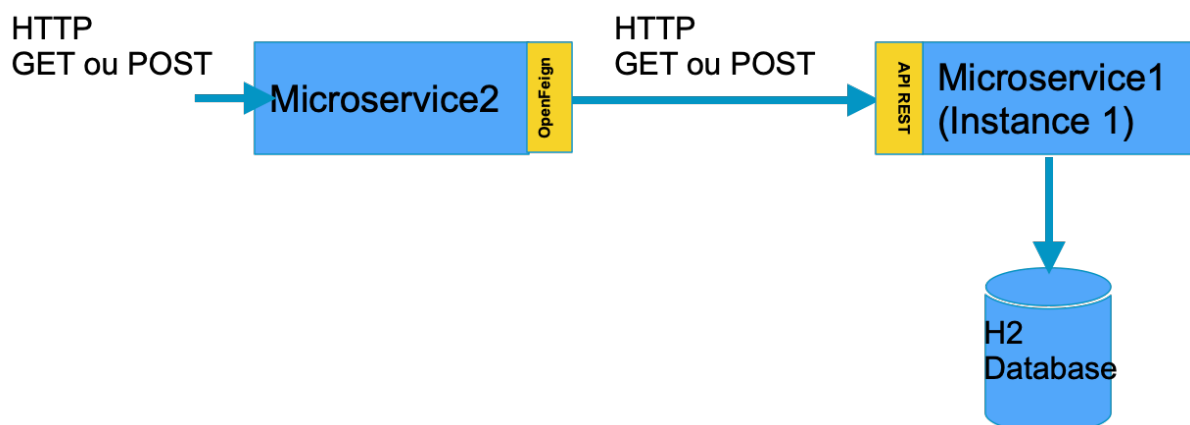 HTTP
GET ou POST
Microservice2
OpenFeign
HTTP
GET ou POST
API REST
Microservice1
(Instance 1)
H2
Database